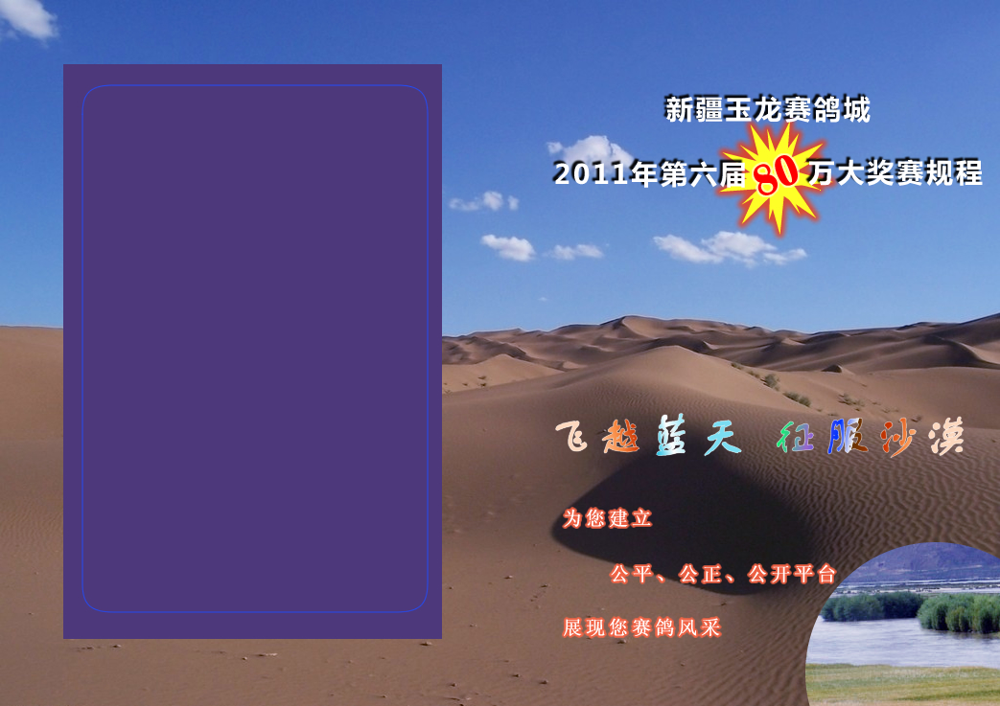 新疆玉龙赛鸽城
2011年第六届80万大奖赛规程
飞越蓝天 征服沙漠
为您建立
公平、公正、公开平台
展现您赛鸽风采